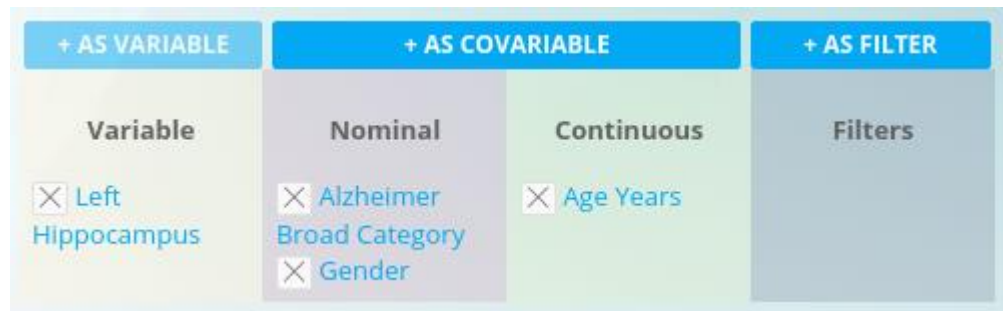 + AS VARIABLE
+ AS COVARIABLE
+ AS FILTER
Variable
Nominal
Continuous
Filters
Left
Hippocampus
Alzheimer
Broad Category
Gender
Age Years